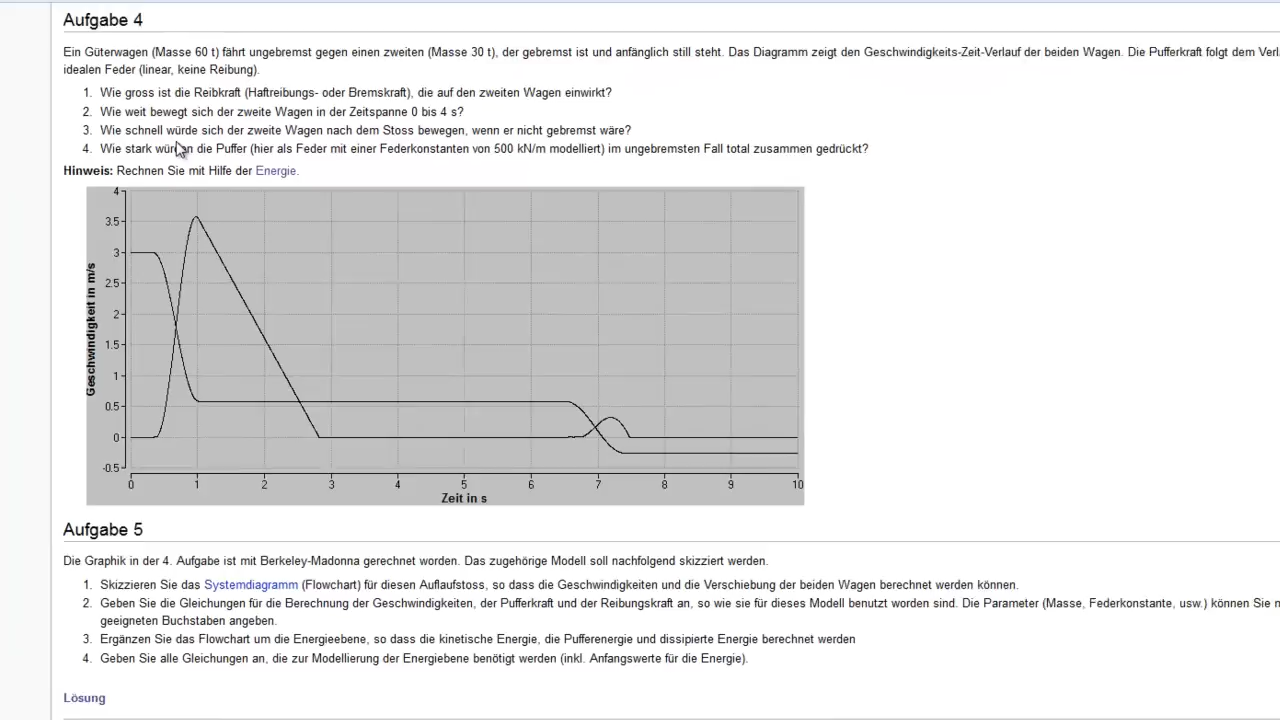 Aufgabe 4
Ein Güterwagen (Masse 60 t) fährt ungebremst gegen einen zweiten (Masse 30 t), der gebremst ist und anfänglich still steht. Das Diagramm zeigt den Geschwindigkeits-Zeit-Verlauf der beiden Wagen. Die Pufferkraft folgt dem
idealen Feder (linear, keine Reibung).
1. Wie gross ist die Reibkraft (Haftreibungs- oder Bremskraft), die auf den zweiten Wagen einwirkt?
2. Wie weit bewegt sich der zweite Wagen in der Zeitspanne 0 bis 4 s?
3. Wie schnell würde sich der zweite Wagen nach dem Stoss bewegen, wenn er nicht gebremst wäre?
4. Wie stark würden die Puffer (hier als Feder mit einer Federkonstanten von 500 kN/m modelliert) im ungebremsten Fall total zusammen gedrückt?
Hinweis: Rechnen Sie mit Hilfe der Energie.
4
3.5
3
2.5
2
1.5
1
0.5
0
-0.5
Geschwindigkeit in m/s
0 1 2 3 4 5 6 7 8 9 10
Zeit in s
Aufgabe 5
Die Graphik in der 4. Aufgabe ist mit Berkeley-Madonna gerechnet worden. Das zugehörige Modell soll nachfolgend skizziert werden.
1. Skizzieren Sie das Systemdiagramm (Flowchart) für diesen Auflaufstoss, so dass die Geschwindigkeiten und die Verschiebung der beiden Wagen berechnet werden können.
2. Geben Sie die Gleichungen für die Berechnung der Geschwindigkeiten, der Pufferkraft und der Reibungskraft an, so wie sie für dieses Modell benutzt worden sind. Die Parameter (Masse, Federkonstante, usw.) können Sie
geeigneten Buchstaben angeben.
3. Ergänzen Sie das Flowchart um die Energieebene, so dass die kinetische Energie, die Pufferenergie und dissipierte Energie berechnet werden
4. Geben Sie alle Gleichungen an, die zur Modellierung der Energiebene benötigt werden (inkl. Anfangswerte für die Energie).
Lösung